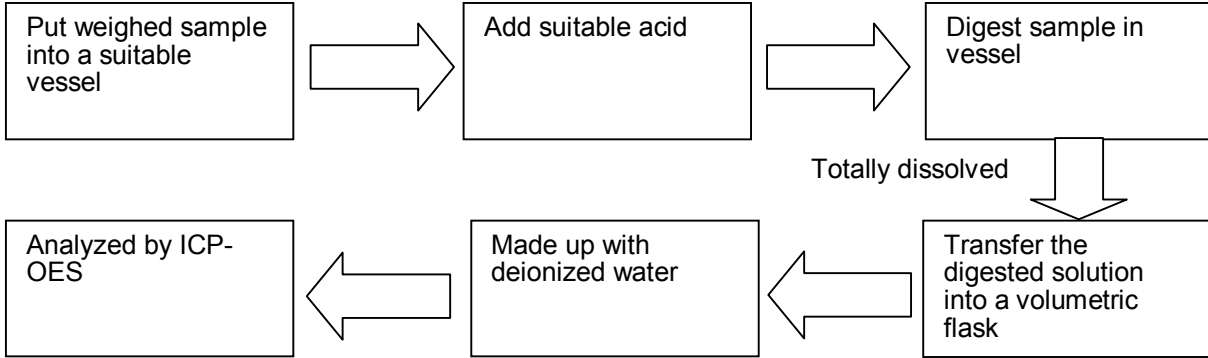 Put weighed sample
into a suitable
vessel
Add suitable acid
Digest sample in
vessel
Totally dissolved
Transfer the
digested solution
into a volumetric
flask
Made up with
deionized water
Analyzed by ICP-
OES